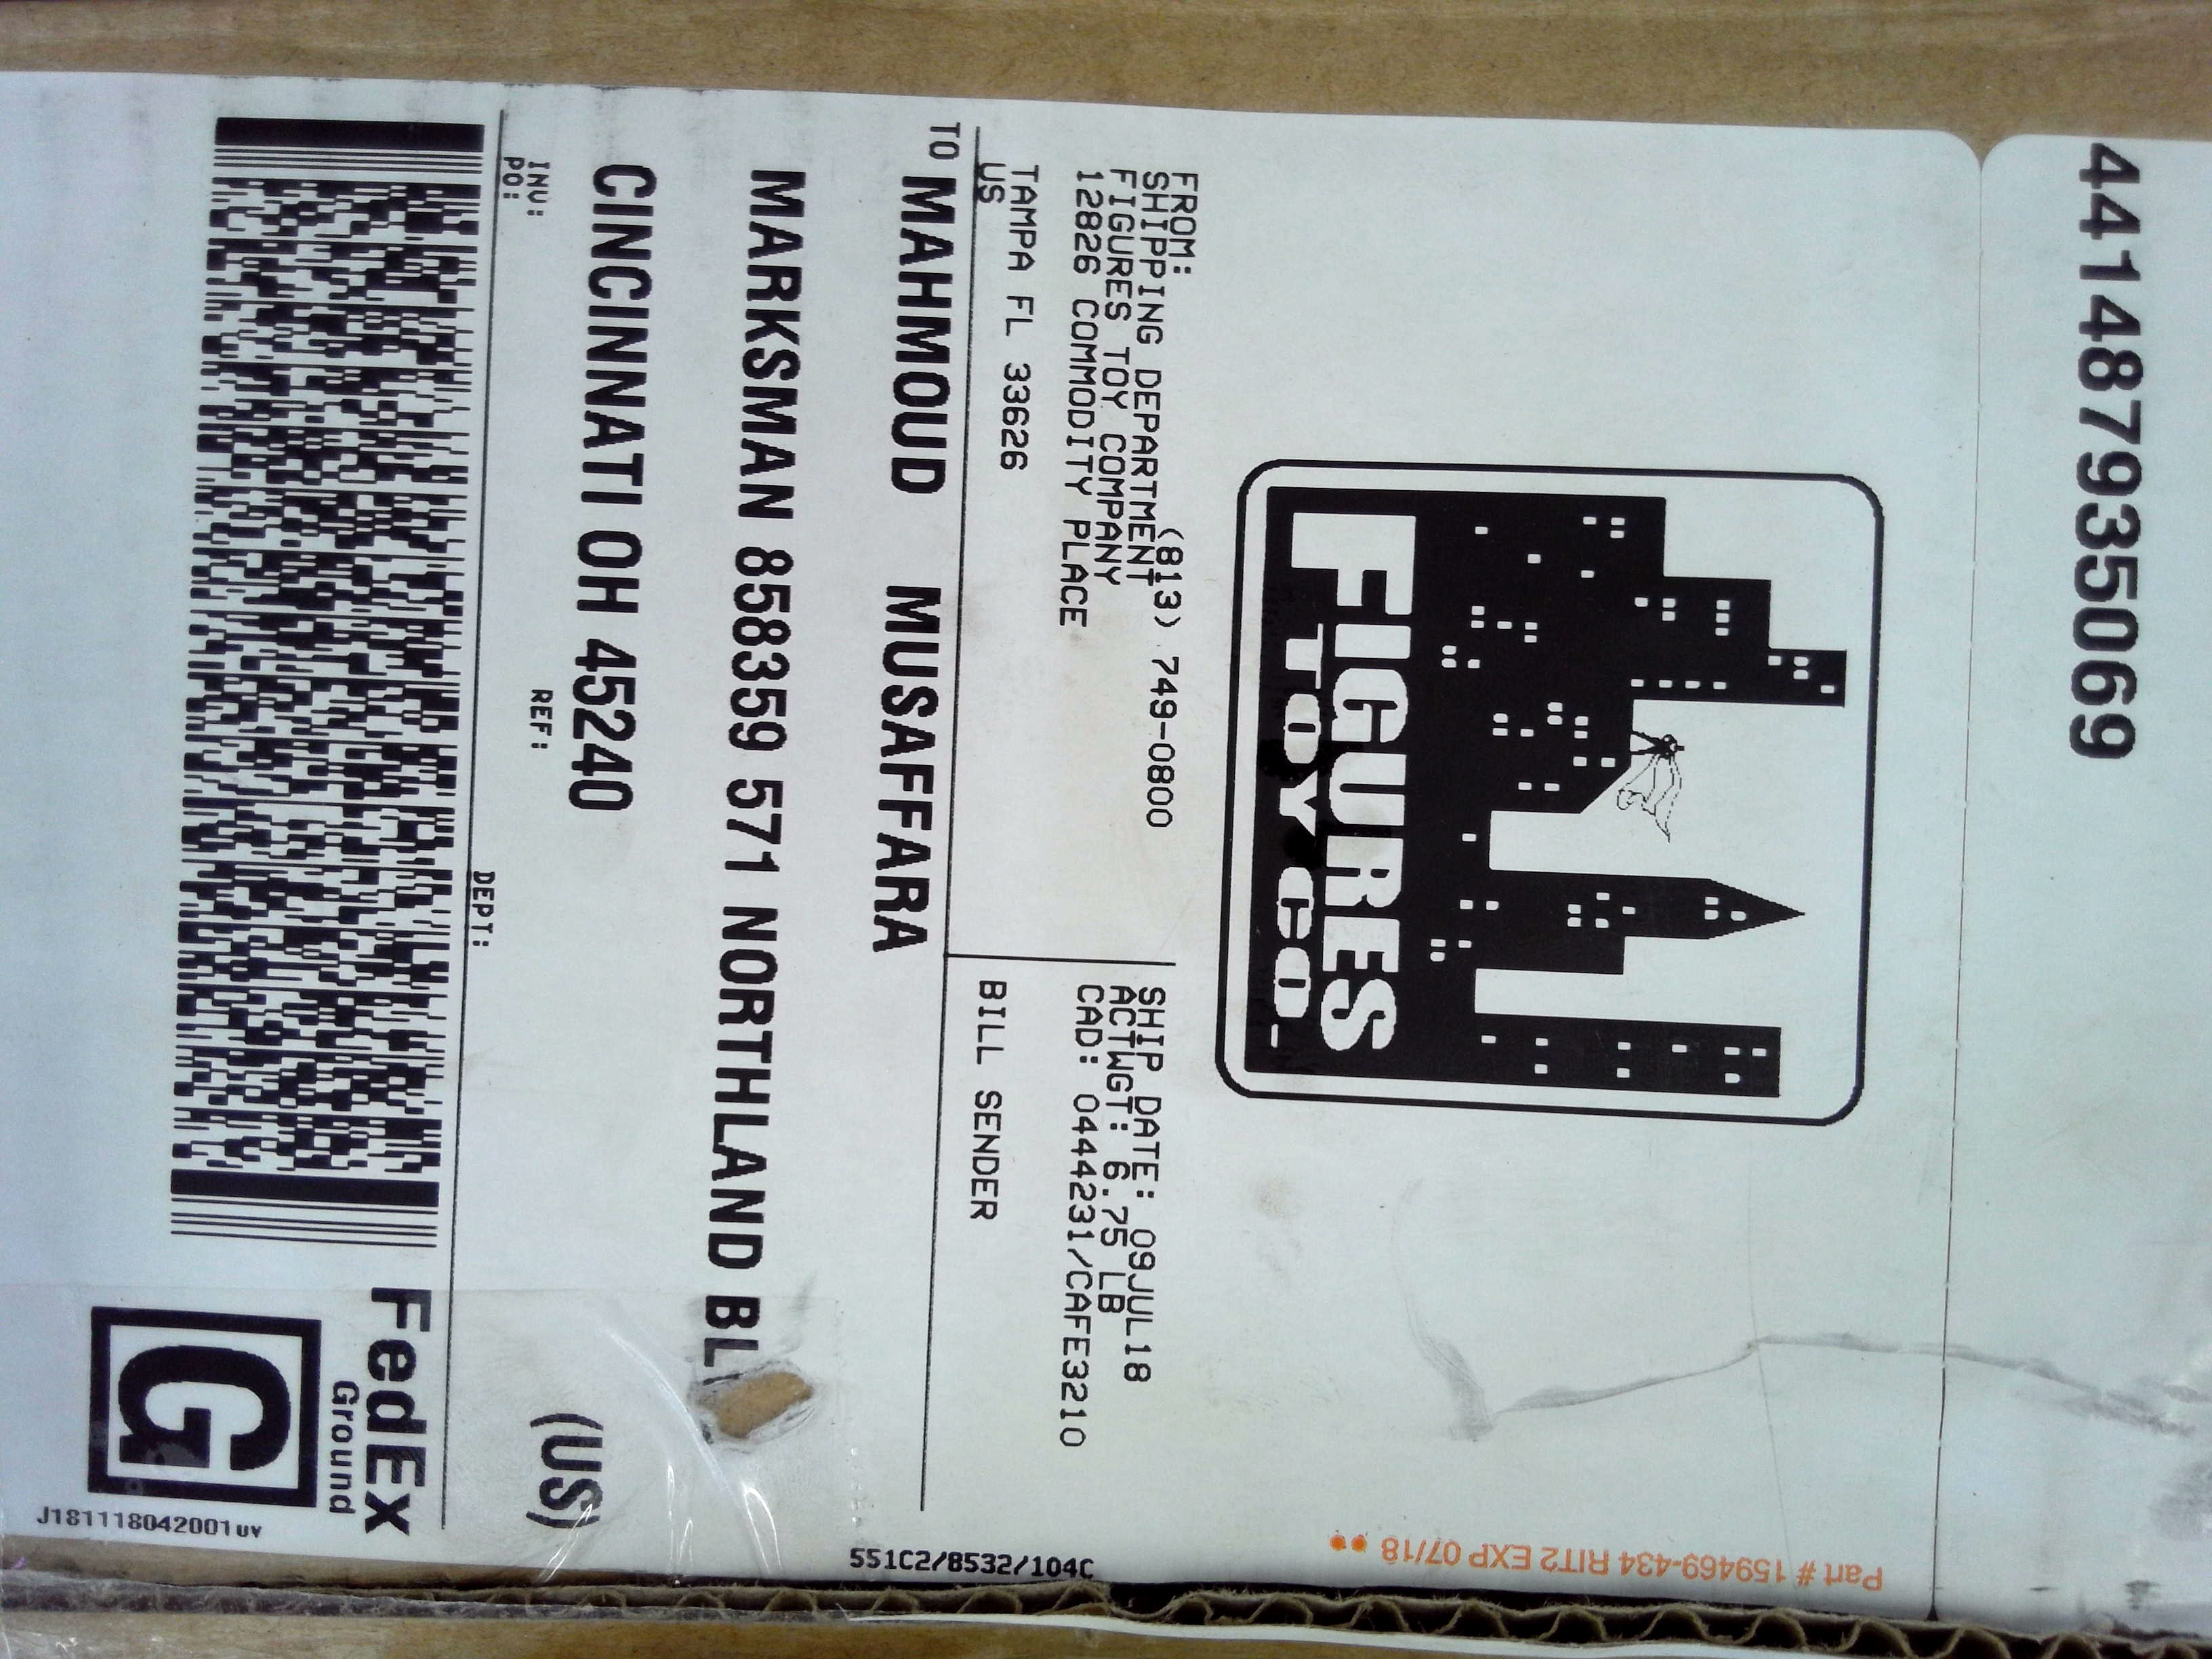 441487935069
FIGURES
TOY CO.
FROM: (813) 749-0800
SHIPPING DEPARTMENT
FIGURES TOY COMPANY
12826 COMMODITY PLACE
TAMPA FL 33626
US
SHIP DATE: 09JUL18
ACTWGT: 6.75 LB
CAD: 0444231/CAFE3210
BILL SENDER
TO MAHMOUD MUSAFFARA
MARKSMAN 858359 571 NORTHLAND BL
CINCINNATI OH 45240
(US)
INV:
PO:
REF:
DEPT:
FedEx
Ground
G
J181118042001uv
551C2/8532/104C
Part # 159469-434 RIT2 EXP 07/18